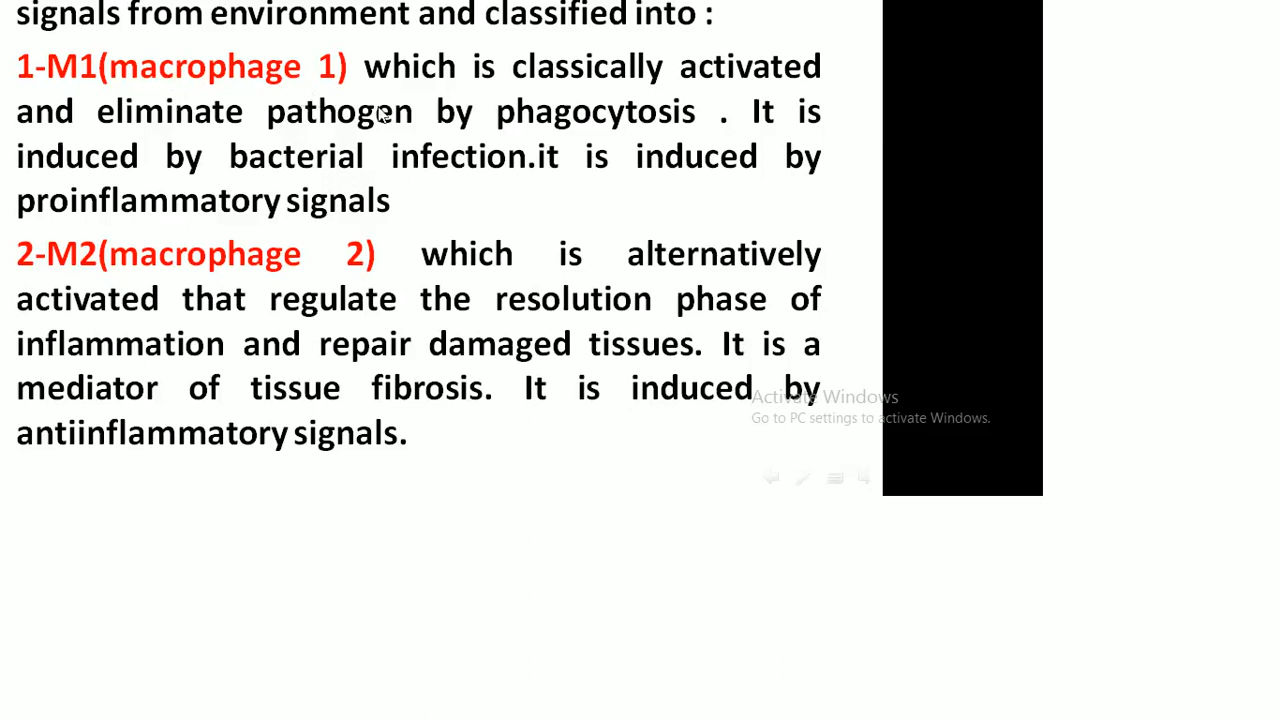 signals from environment and classified into :
1-M1(macrophage 1) which is classically activated
and eliminate pathogen by phagocytosis . It is
induced by bacterial infection.it is induced by
proinflammatory signals
2-M2(macrophage 2) which is alternatively
activated that regulate the resolution phase of
inflammation and repair damaged tissues. It is a
mediator of tissue fibrosis. It is induced by
antiinflammatory signals.
Activate Windows
Go to PC settings to activate Windows.